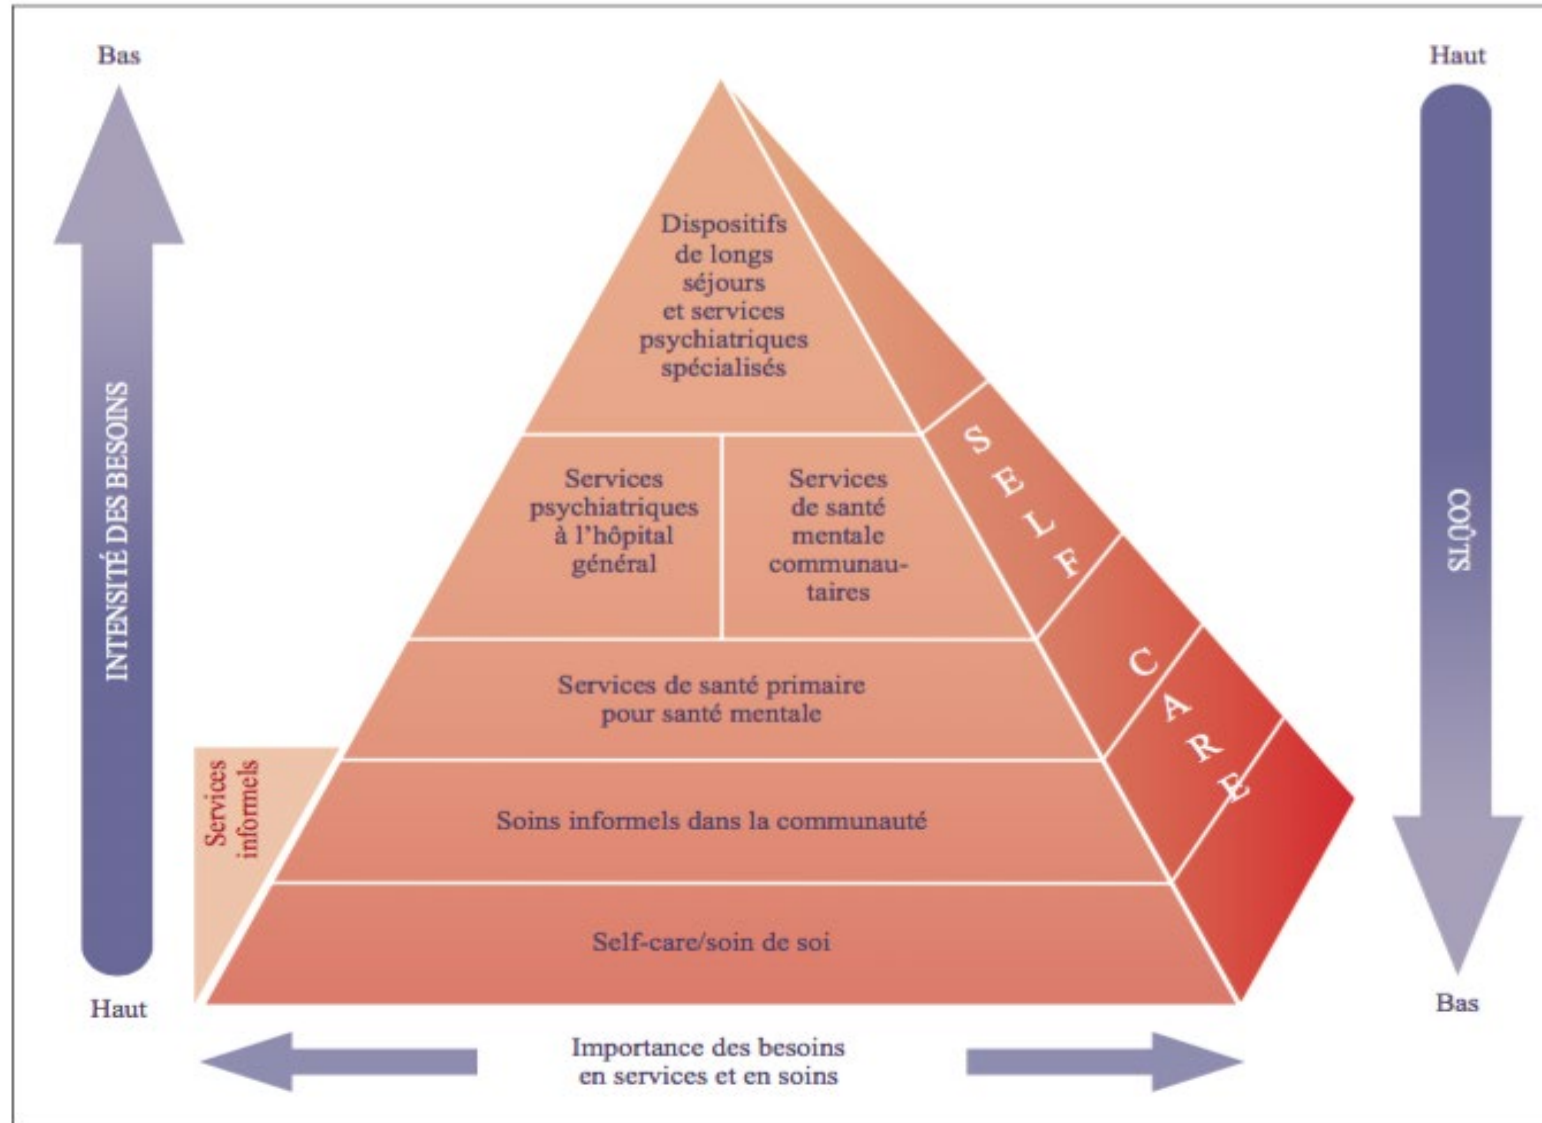 Bas
Haut
INTENSITÉ DES BESOINS
Dispositifs
de longs
séjours
et services
psychiatriques
spécialisés
Services
psychiatriques
à l’hôpital
général
Services
de santé
mentale
communau-
taires
SELF CARE
COÛTS
Services de santé primaire
pour santé mentale
Services
informels
Soins informels dans la communauté
Self-care/soin de soi
Haut
Bas
Importance des besoins
en services et en soins